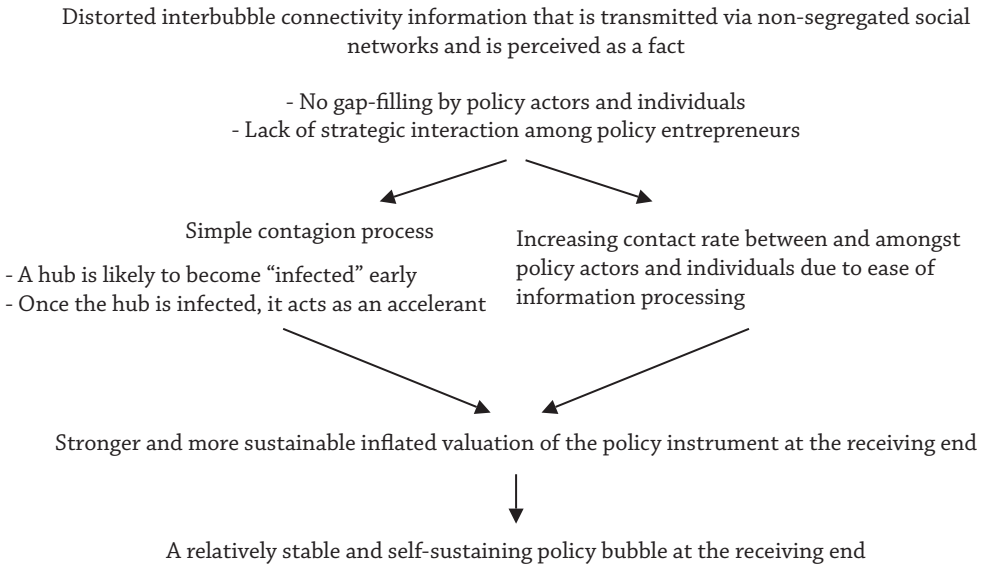 Distorted interbubble connectivity information that is transmitted via non-segregated social
networks and is perceived as a fact
- No gap-filling by policy actors and individuals
- Lack of strategic interaction among policy entrepreneurs
Simple contagion process
- A hub is likely to become “infected” early
- Once the hub is infected, it acts as an accelerant
Increasing contact rate between and amongst
policy actors and individuals due to ease of
information processing
Stronger and more sustainable inflated valuation of the policy instrument at the receiving end
A relatively stable and self-sustaining policy bubble at the receiving end